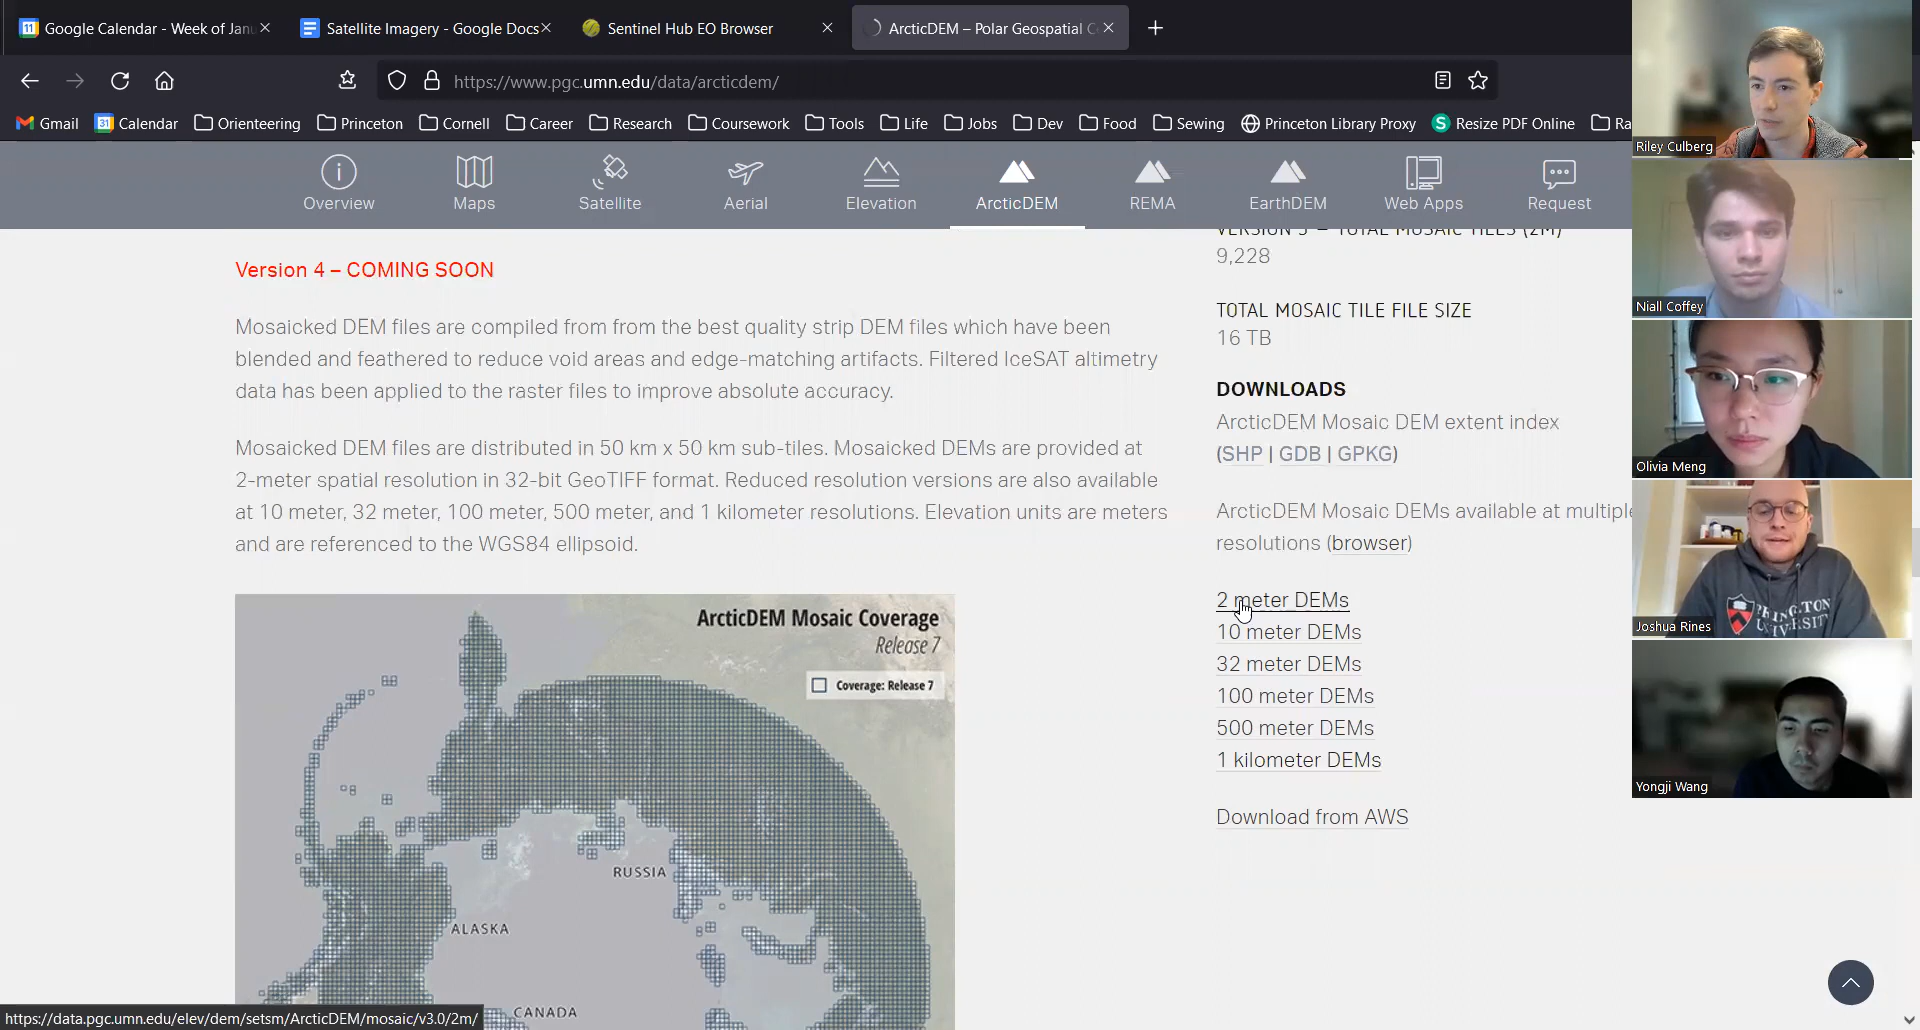 Google Calendar - Week of Janu
Satellite Imagery - Google Docs
Sentinel Hub EO Browser
ArcticDEM – Polar Geospatial C
https://www.pgc.umn.edu/data/arcticdem/
Gmail
31 Calendar
Orienteering
Princeton
Cornell
Career
Research
Coursework
Tools
Life
Jobs
Dev
Food
Sewing
Princeton Library Proxy
S Resize PDF Online
Ra
Overview
Maps
Satellite
Aerial
Elevation
ArcticDEM
REMA
EarthDEM
Web Apps
Request
Version 4 – COMING SOON
Mosaicked DEM files are compiled from from the best quality strip DEM files which have been
blended and feathered to reduce void areas and edge-matching artifacts. Filtered IceSAT altimetry
data has been applied to the raster files to improve absolute accuracy.
Mosaicked DEM files are distributed in 50 km x 50 km sub-tiles. Mosaicked DEMs are provided at
2-meter spatial resolution in 32-bit GeoTIFF format. Reduced resolution versions are also available
at 10 meter, 32 meter, 100 meter, 500 meter, and 1 kilometer resolutions. Elevation units are meters
and are referenced to the WGS84 ellipsoid.
ArcticDEM Mosaic Coverage
Release 7
Coverage: Release 7
RUSSIA
ALASKA
CANADA
VERSION 3 – TOTAL MOSAIC TILES (2M)
9,228
TOTAL MOSAIC TILE FILE SIZE
16 TB
DOWNLOADS
ArcticDEM Mosaic DEM extent index
(SHP | GDB | GPKG)
ArcticDEM Mosaic DEMs available at multiple
resolutions (browser)
2 meter DEMs
10 meter DEMs
32 meter DEMs
100 meter DEMs
500 meter DEMs
1 kilometer DEMs
Download from AWS
https://data.pgc.umn.edu/elev/dem/setsm/ArcticDEM/mosaic/v3.0/2m/
Riley Culberg
Niall Coffey
Olivia Meng
PRINCETON
UNIVERSITY
Joshua Rines
Yongji Wang